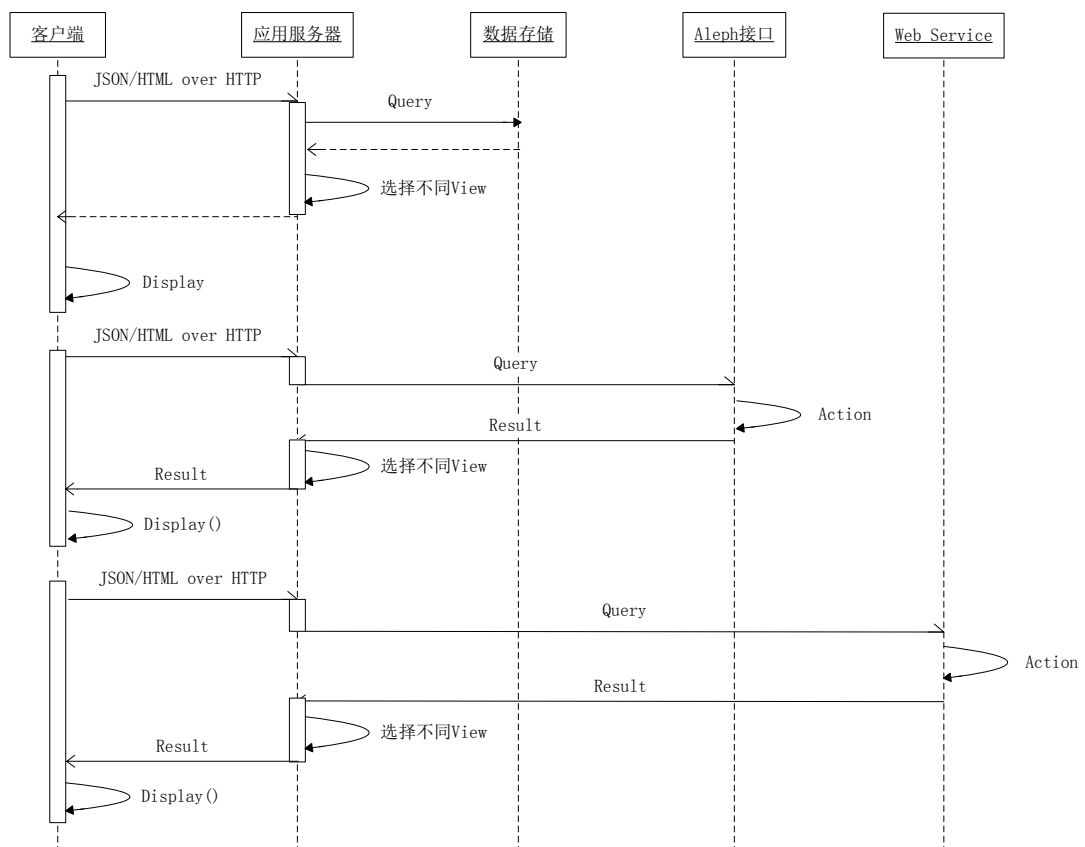 客户端
应用服务器
数据存储
Aleph接口
Web Service
JSON/HTML over HTTP
Query
选择不同View
Display
JSON/HTML over HTTP
Query
Action
Result
选择不同View
Result
Display()
JSON/HTML over HTTP
Query
Action
Result
选择不同View
Result
Display()